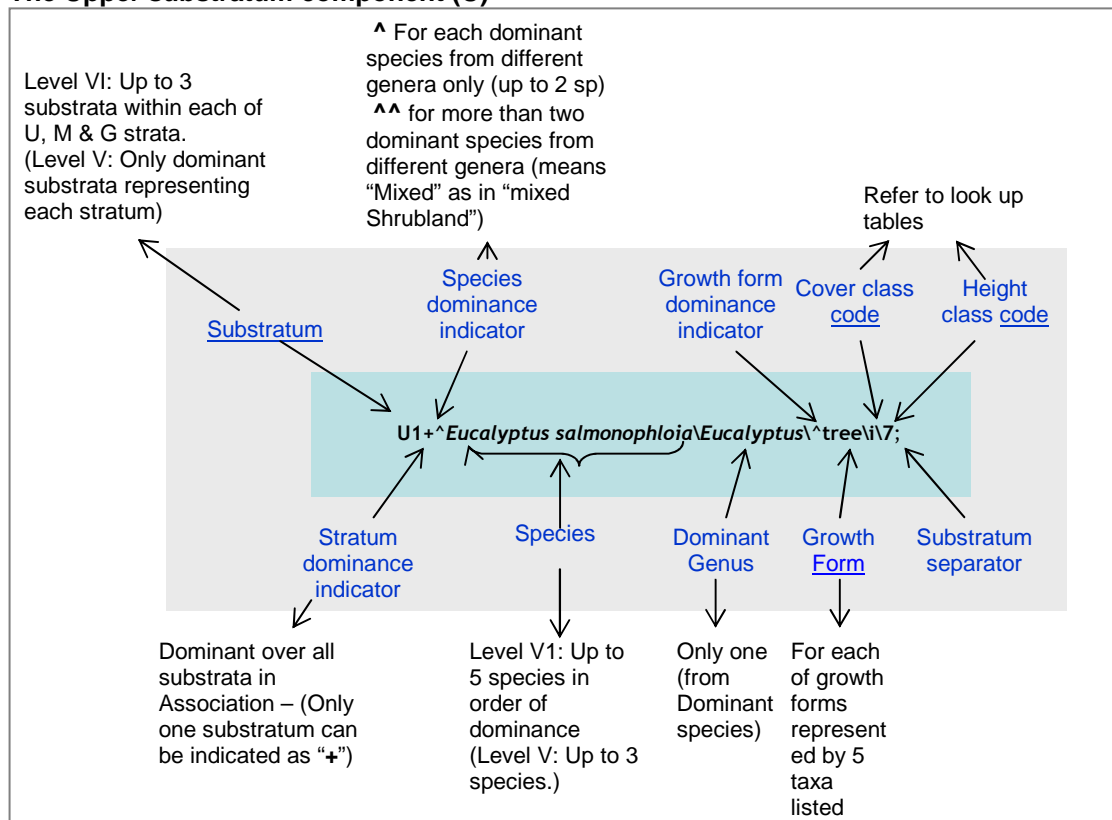 The Upper Substratum component (U)
^ For each dominant
species from different
genera only (up to 2 sp)
^^ for more than two
dominant species from
different genera (means
“Mixed” as in “mixed
Shrubland”)
Level VI: Up to 3
substrata within each of
U, M & G strata.
(Level V: Only dominant
substrata representing
each stratum)
Refer to look up
tables
Substratum
Species
dominance
indicator
Growth form
dominance
indicator
Cover class
code
Height
class code
U1+^Eucalyptus salmonophloia\Eucalyptus\^tree\i\7;
Stratum
dominance
indicator
Species
Dominant
Genus
Growth
Form
Substratum
separator
Dominant over all
substrata in
Association – (Only
one substratum can
be indicated as “+”)
Level V1: Up to
5 species in
order of
dominance
(Level V: Up to 3
species.)
Only one
(from
Dominant
species)
For each
of growth
forms
represent
ed by 5
taxa
listed